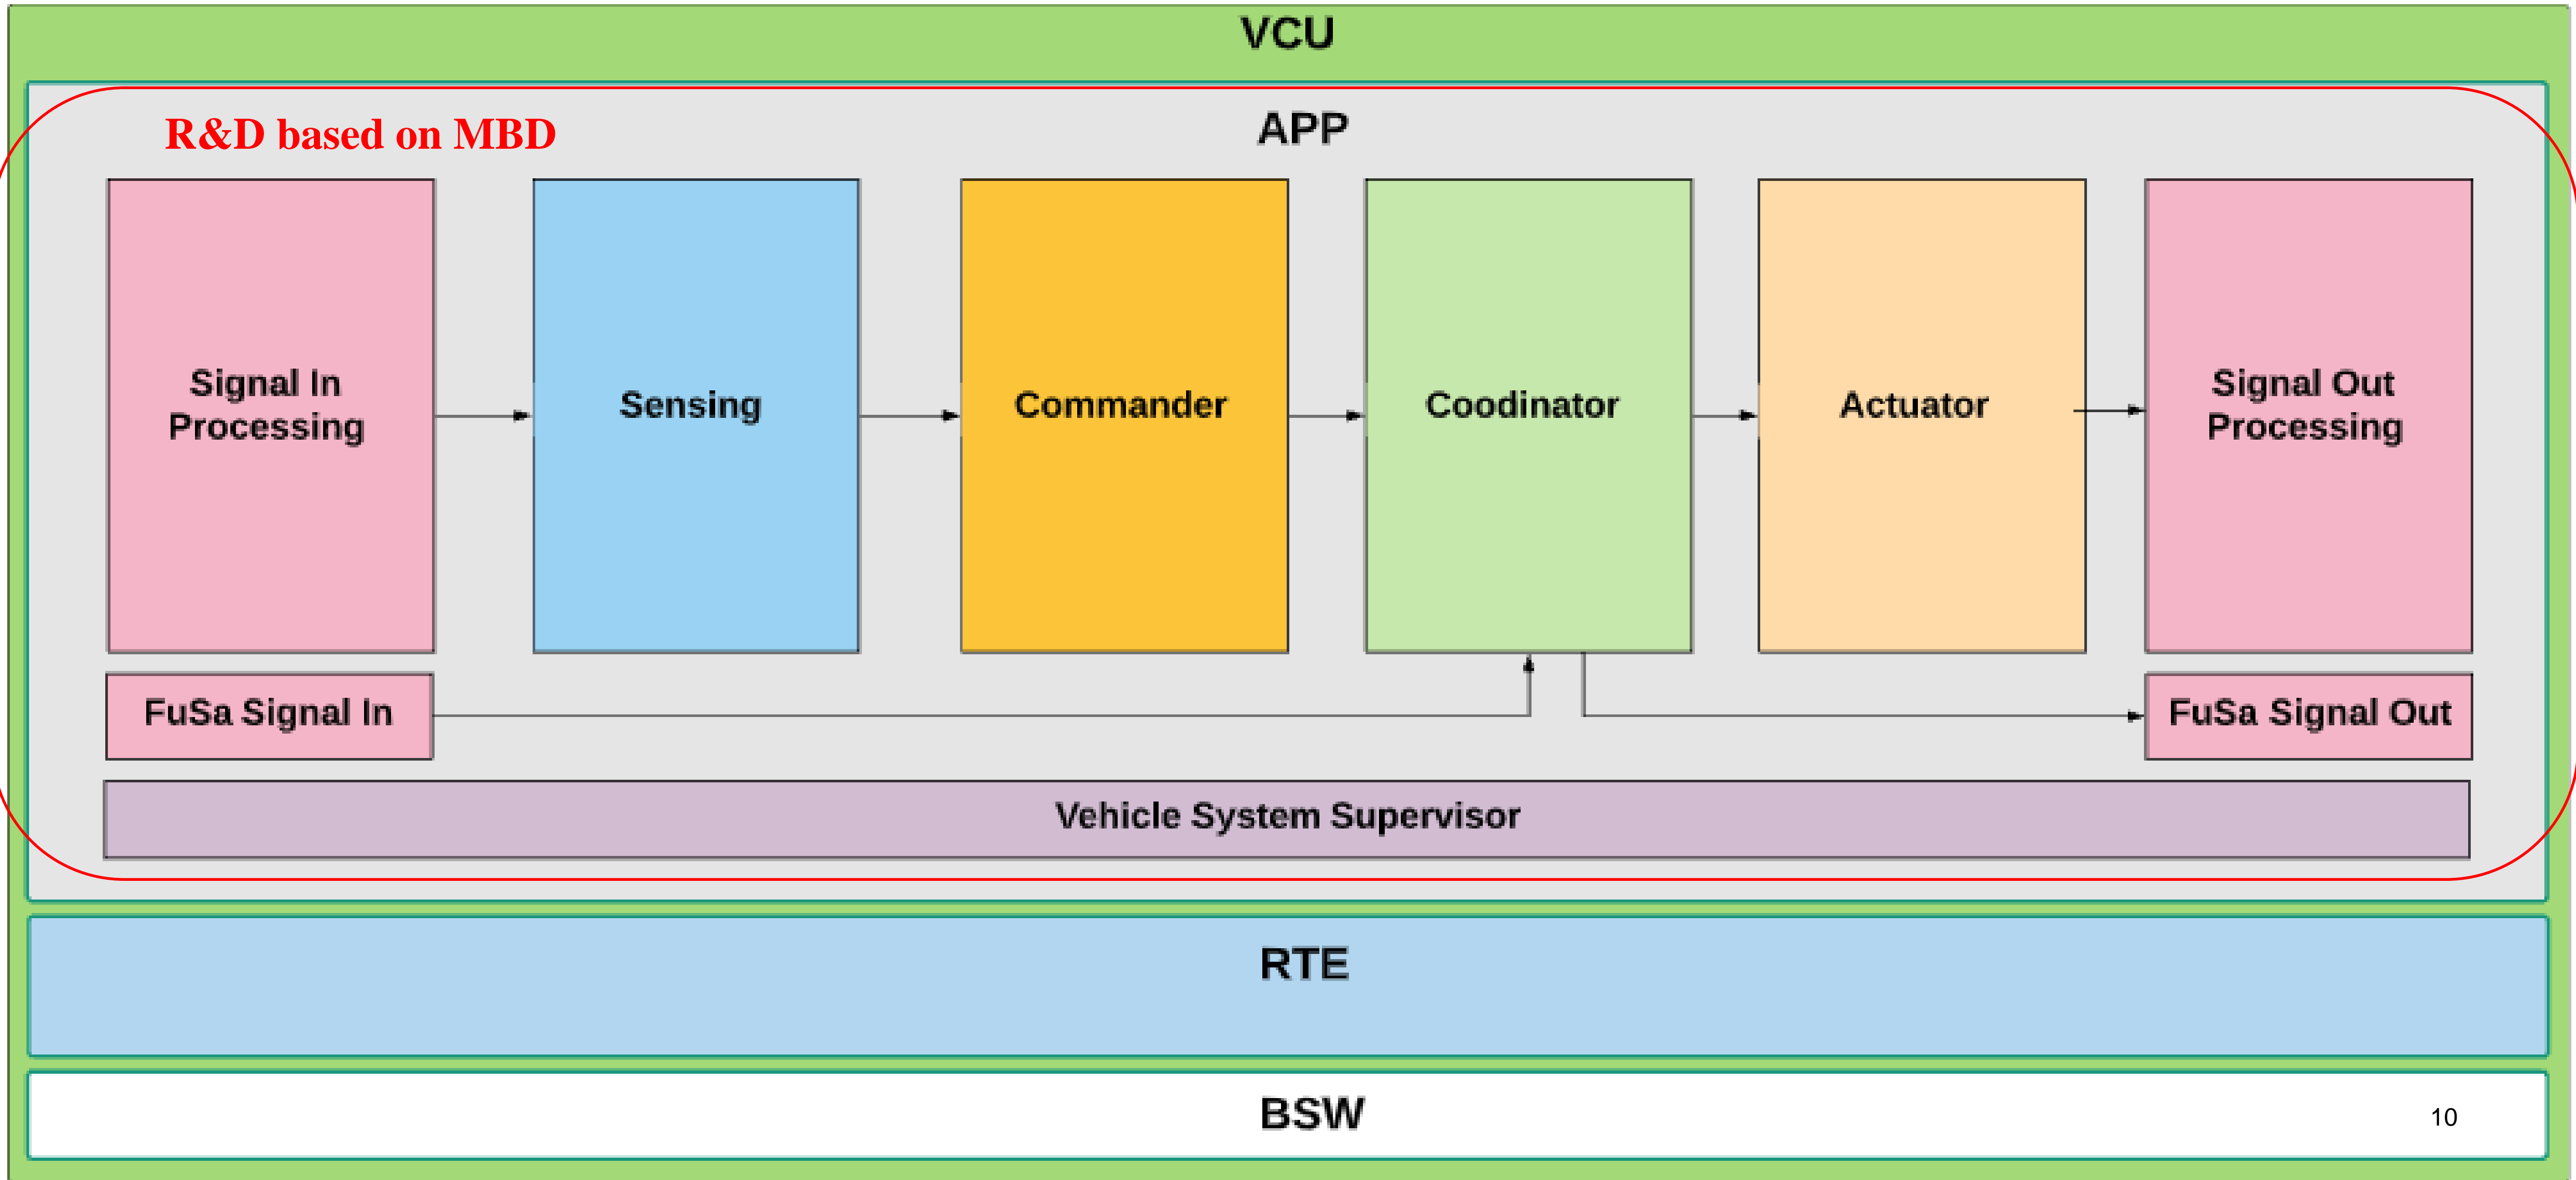 VCU
R&D based on MBD
APP
Signal In
Processing
Sensing
Commander
Coodinator
Actuator
Signal Out
Processing
FuSa Signal In
FuSa Signal Out
Vehicle System Supervisor
RTE
BSW
10